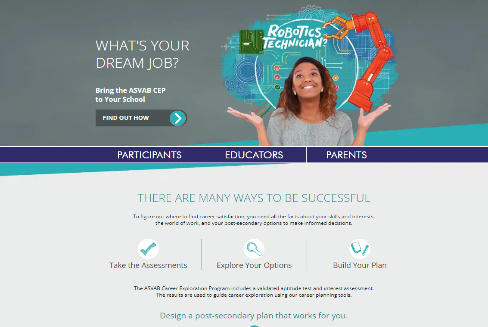 ROBOTICS
TECHNICIAN?
WHAT'S YOUR
DREAM JOB?
Bring the ASVAB CEP
to Your School
FIND OUT HOW
PARTICIPANTS
EDUCATORS
PARENTS
THERE ARE MANY WAYS TO BE SUCCESSFUL
To figure out where to find career satisfaction, you need all the facts about your skills and interests,
the world of work, and your post-secondary options to make informed decisions.
Take the Assessments
Explore Your Options
Build Your Plan
The ASVAB Career Exploration Program includes a validated aptitude test and interest assessment.
The results are used to guide career exploration using our career planning tools.
Design a post-secondary plan that works for you.